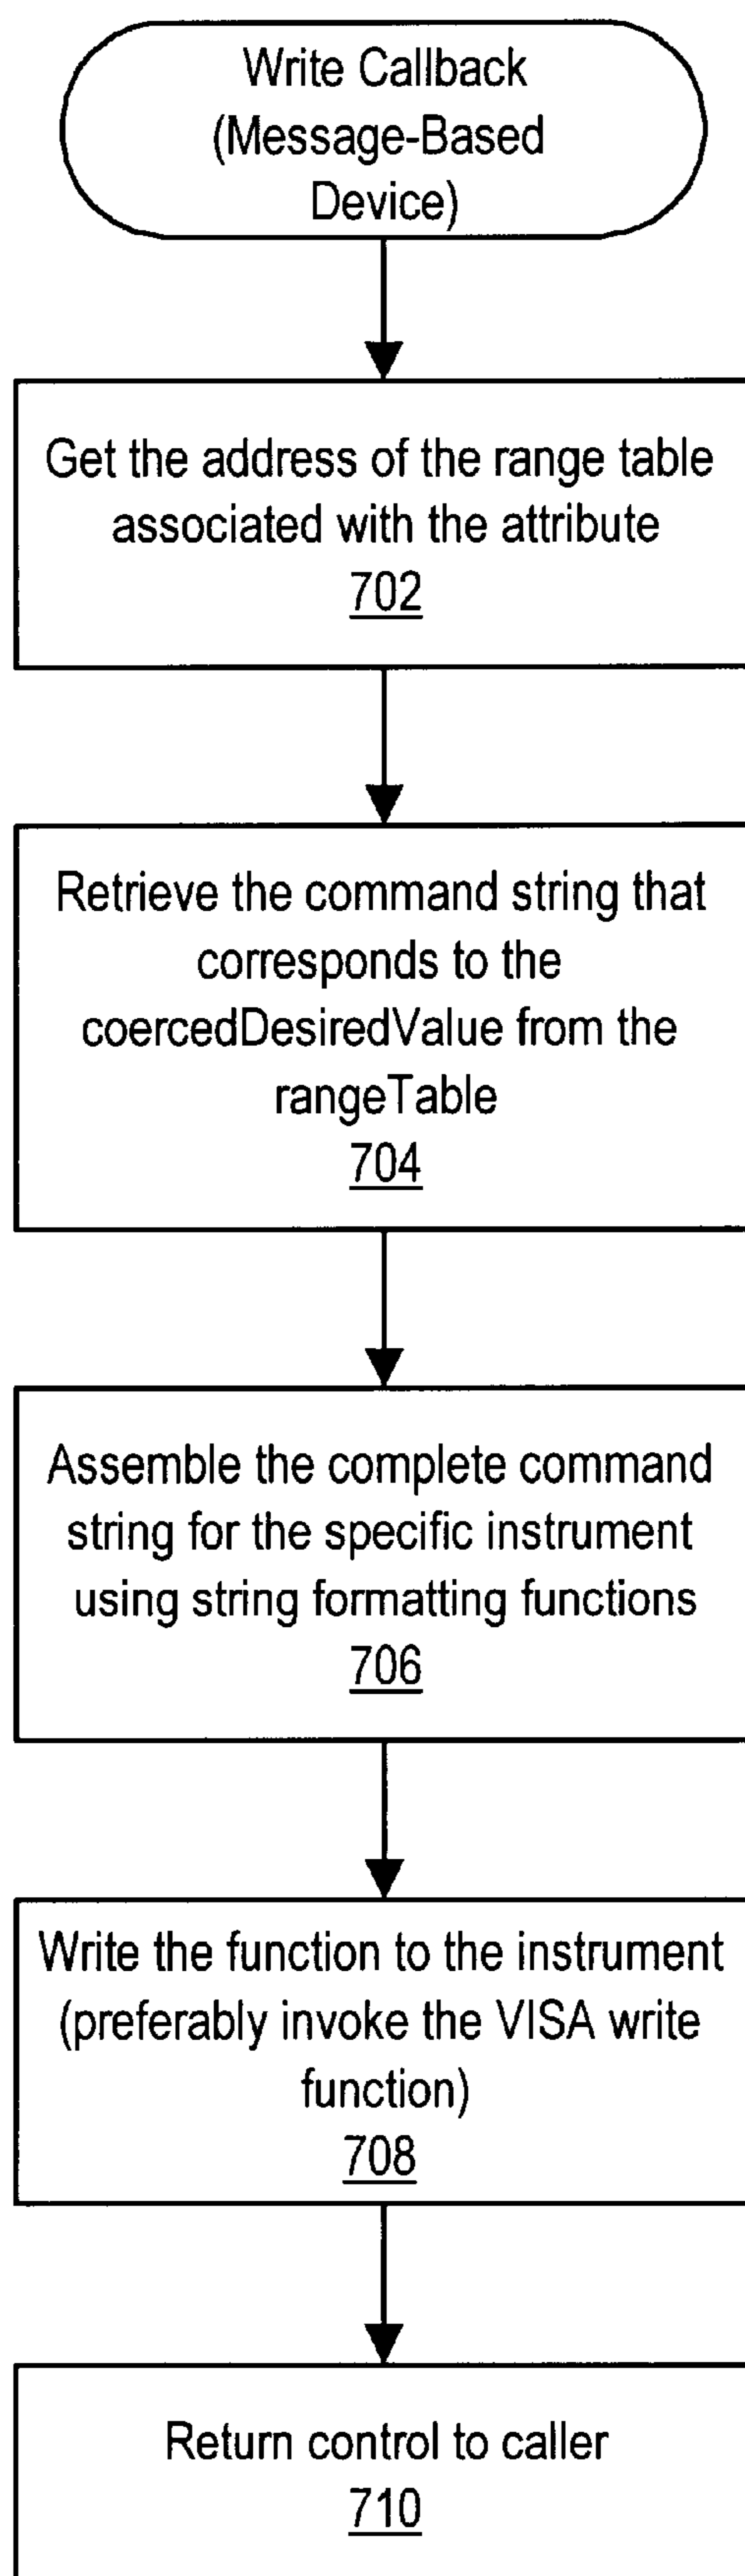 Write Callback
(Message-Based
Device)
Get the address of the range table
associated with the attribute
702
Retrieve the command string that
corresponds to the
coercedDesiredValue from the
rangeTable
704
Assemble the complete command
string for the specific instrument
using string formatting functions
706
Write the function to the instrument
(preferably invoke the VISA write
function)
708
Return control to caller
710